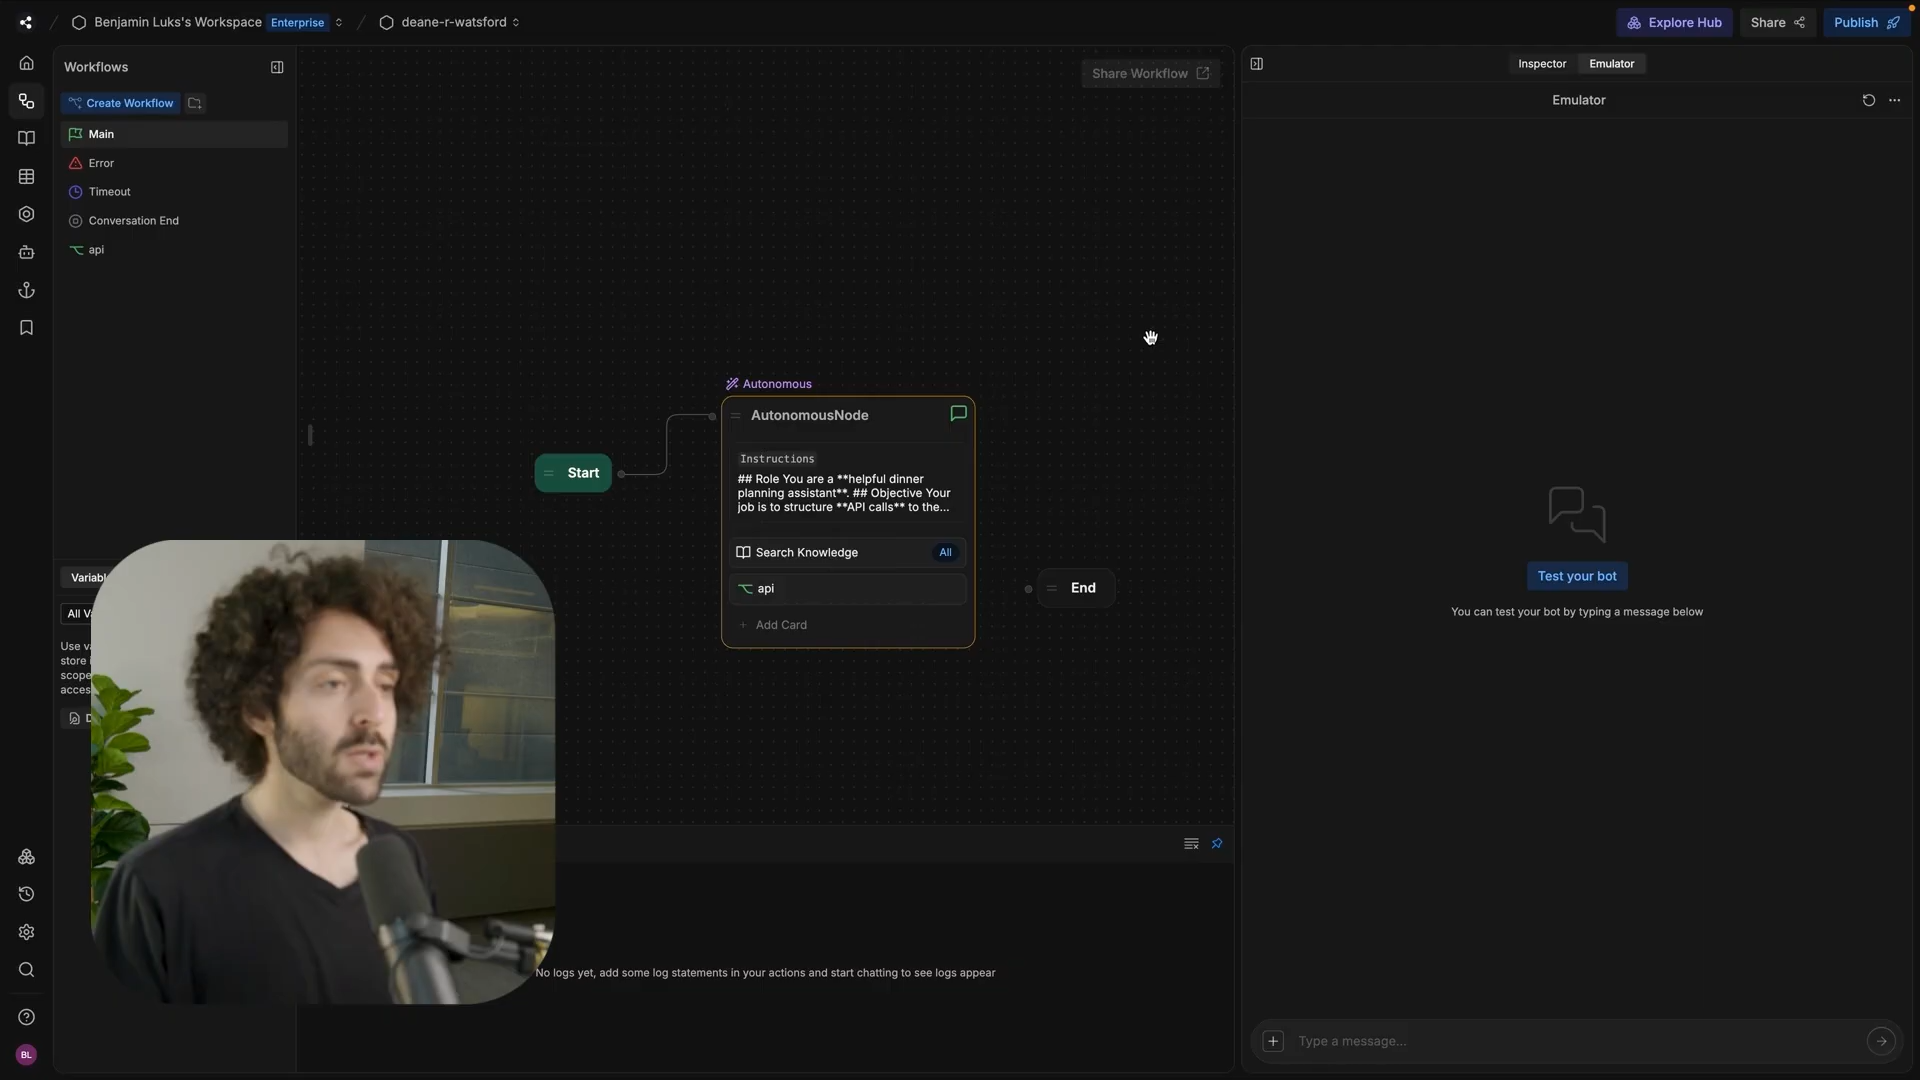 Benjamin Luks's Workspace Enterprise
deane-r-watsford
Explore Hub
Share
Publish
Workflows
Create Workflow
Main
Error
Timeout
Conversation End
api
Share Workflow
Autonomous
AutonomousNode
Instructions
## Role You are a **helpful dinner
planning assistant**. ## Objective Your
job is to structure **API calls** to the...
Search Knowledge All
api
+ Add Card
Start
End
No logs yet, add some log statements in your actions and start chatting to see logs appear
Inspector
Emulator
Emulator
Test your bot
You can test your bot by typing a message below
Type a message...
All
Use
store
BL